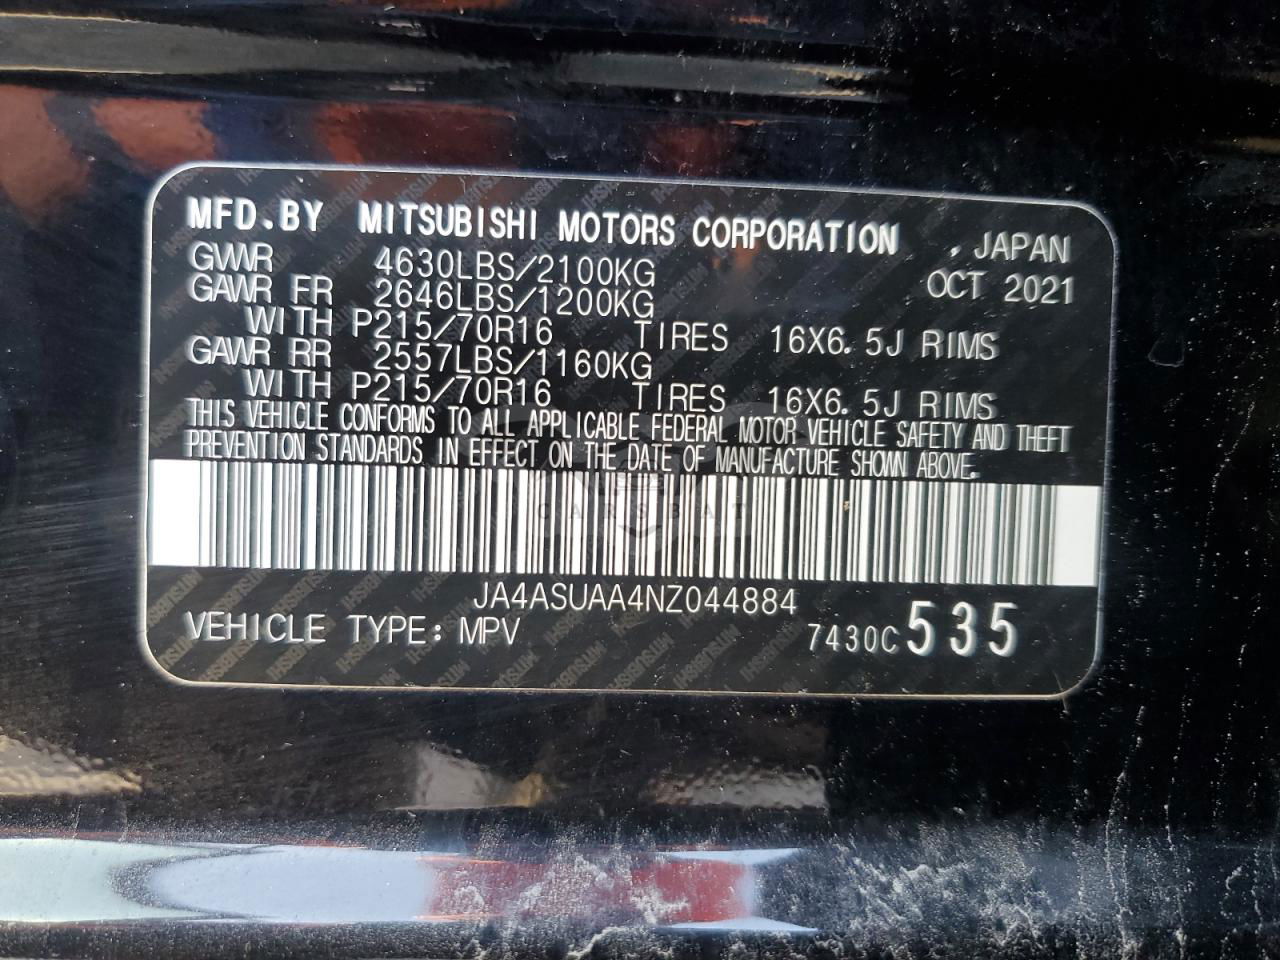 MFD.BY MITSUBISHI MOTORS CORPORATION , JAPAN
GVWR 4630LBS/2100KG OCT 2021
GAWR FR 2646LBS/1200KG
WITH P215/70R16 TIRES 16X6.5J RIMS
GAWR RR 2557LBS/1160KG
WITH P215/70R16 TIRES 16X6.5J RIMS
THIS VEHICLE CONFORMS TO ALL APPLICABLE FEDERAL MOTOR VEHICLE SAFETY AND THEFT
PREVENTION STANDARDS IN EFFECT ON THE DATE OF MANUFACTURE SHOWN ABOVE.
CARSBAT
JA4ASUAA4NZ044884
VEHICLE TYPE: MPV 7430C 535